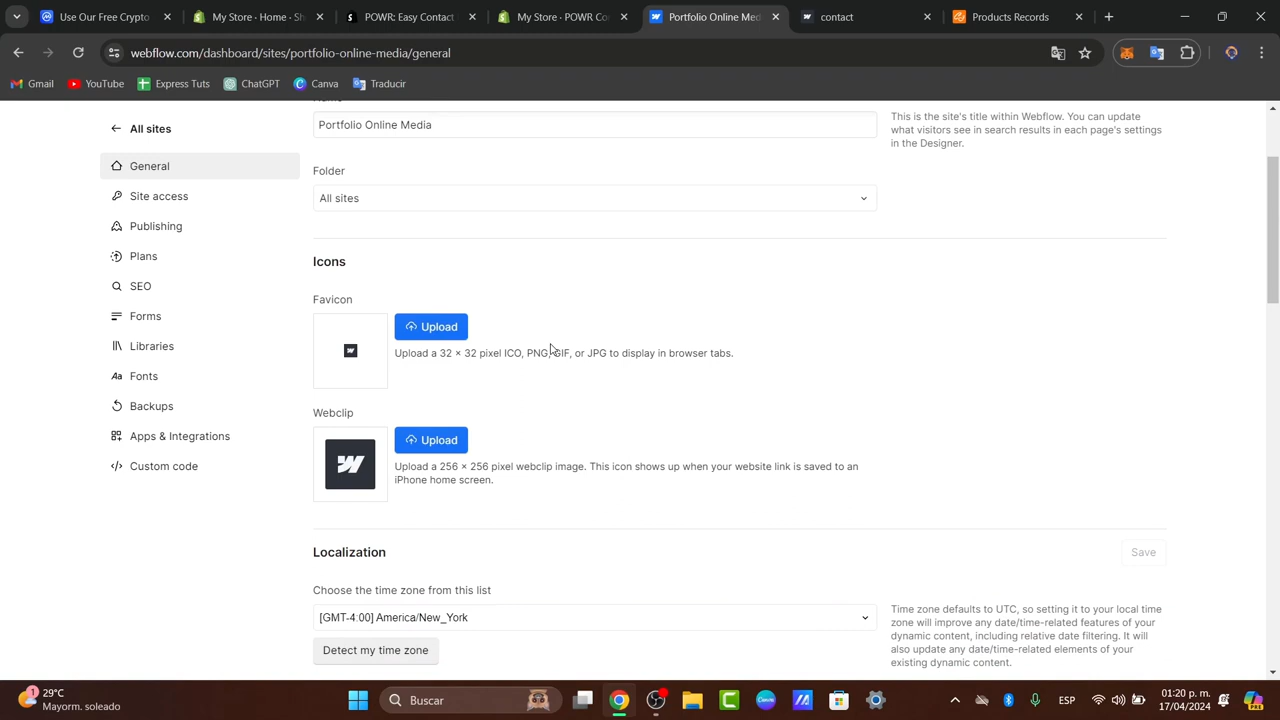 Use Our Free Crypto
My Store · Home · Sh
POWR: Easy Contact
My Store · POWR Co
Portfolio Online Med
contact
Products Records
webflow.com/dashboard/sites/portfolio-online-media/general
Gmail
YouTube
Express Tuts
ChatGPT
Canva
Traducir
All sites
General
Site access
Publishing
Plans
SEO
Forms
Libraries
Fonts
Backups
Apps & Integrations
Custom code
Name
Portfolio Online Media
This is the site's title within Webflow. You can update
what visitors see in search results in each page's settings
in the Designer.
Folder
All sites
Icons
Favicon
Upload
Upload a 32 × 32 pixel ICO, PNG, GIF, or JPG to display in browser tabs.
Webclip
Upload
Upload a 256 × 256 pixel webclip image. This icon shows up when your website link is saved to an
iPhone home screen.
Localization
Save
Choose the time zone from this list
[GMT-4:00] America/New_York
Detect my time zone
Time zone defaults to UTC, so setting it to your local time
zone will improve any date/time-related features of your
dynamic content, including relative date filtering. It will
also update any date/time-related elements of your
existing dynamic content.
1
29°C
Mayorm. soleado
Buscar
ESP
01:20 p. m.
17/04/2024